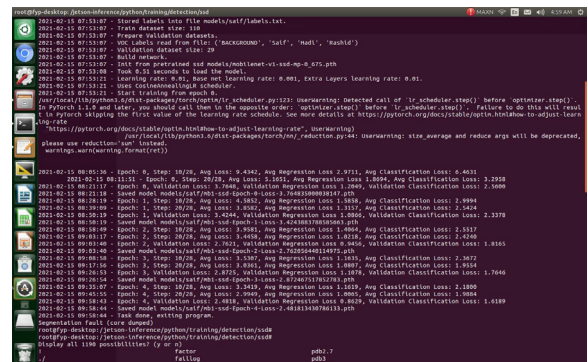 root@fyp-desktop: /jetson-inference/python/training/detection/ssd
MAXN
4:59 AM
2021-02-15 07:53:07 - Stored labels into file models/saif/labels.txt.
2021-02-15 07:53:07 - Train dataset size: 110
2021-02-15 07:53:07 - Prepare Validation datasets.
2021-02-15 07:53:07 - VOC Labels read from file: ('BACKGROUND', 'Saif', 'Hadi', 'Rashid')
2021-02-15 07:53:07 - Validation dataset size: 29
2021-02-15 07:53:07 - Build network.
2021-02-15 07:53:07 - Init from pretrained ssd models/mobilenet-v1-ssd-mp-0_675.pth
2021-02-15 07:53:08 - Took 0.51 seconds to load the model.
2021-02-15 07:53:21 - Learning rate: 0.01, Base net learning rate: 0.001, Extra Layers learning rate: 0.01.
2021-02-15 07:53:21 - Uses CosineAnnealingLR scheduler.
2021-02-15 07:53:21 - Start training from epoch 0.
/usr/local/lib/python3.6/dist-packages/torch/optim/lr_scheduler.py:123: UserWarning: Detected call of `lr_scheduler.step()` before `optimizer.step()`.
In PyTorch 1.1.0 and later, you should call them in the opposite order: `optimizer.step()` before `lr_scheduler.step()`. Failure to do this will resul
t in PyTorch skipping the first value of the learning rate schedule. See more details at https://pytorch.org/docs/stable/optim.html#how-to-adjust-learn
ing-rate
"https://pytorch.org/docs/stable/optim.html#how-to-adjust-learning-rate", UserWarning)
/usr/local/lib/python3.6/dist-packages/torch/nn/_reduction.py:44: UserWarning: size_average and reduce args will be deprecated,
please use reduction='sum' instead.
warnings.warn(warning.format(ret))
2021-02-15 08:05:36 - Epoch: 0, Step: 10/28, Avg Loss: 9.4342, Avg Regression Loss 2.9711, Avg Classification Loss: 6.4631
2021-02-15 08:11:51 - Epoch: 0, Step: 20/28, Avg Loss: 5.1651, Avg Regression Loss 1.8694, Avg Classification Loss: 3.2958
2021-02-15 08:21:17 - Epoch: 0, Validation Loss: 3.7648, Validation Regression Loss 1.2049, Validation Classification Loss: 2.5600
2021-02-15 08:21:18 - Saved model models/saif/mb1-ssd-Epoch-0-Loss-
2021-02-15 08:28:19 - Epoch: 1, Step: 10/28, Avg Loss: 4.5852, Avg Regression Loss 1.5858, Avg Classification Loss: 2.9994
2021-02-15 08:39:09 - Epoch: 1, Step: 20/28, Avg Loss: Avg Regression Loss 1.3157, Avg Classification Loss: 2.5424
2021-02-15 08:50:19 - Epoch: 1, Validation Loss: 3.4244, Validation Regression Loss 1.0866, Validation Classification Loss: 2.3378
2021-02-15 08:50:19 - Saved model models/saif/mb1-ssd-Epoch-1-Loss-
2021-02-15 08:58:49 - Epoch: 2, Step: 10/28, Avg Loss: 3.9581, Avg Regression Loss 1.4064, Avg Classification Loss: 2.5517
2021-02-15 09:03:17 - Epoch: 2, Step: 20/28, Avg Loss: 3.4458, Avg Regression Loss 1.0218, Avg Classification Loss: 2.4240
2021-02-15 09:03:40 - Epoch: 2, Validation Loss: 2.7621, Validation Regression Loss 0.9456, Validation Classification Loss: 1.8165
2021-02-15 09:03:40 - Saved model models/saif/mb1-ssd-Epoch-2-Loss-
2021-02-15 09:08:58 - Epoch: 3, Step: 10/28, Avg Loss: 3.5307, Avg Regression Loss 1.1635, Avg Classification Loss: 2.3672
2021-02-15 09:17:56 - Epoch: 3, Step: 20/28, Avg Loss: Avg Regression Loss Avg Classification Loss: 1.9554
2021-02-15 09:26:53 - Epoch: 3, Validation Loss: 2.8725, Validation Regression Loss 1.1078, Validation Classification Loss: 1.7646
2021-02-15 09:26:54 - Saved model models/saif/mb1-ssd-Epoch-3-Loss-
2021-02-15 09:35:07 - Epoch: 4, Step: 10/28, Avg Loss: 3.3419, Avg Regression Loss 1.1619, Avg Classification Loss: 2.1800
2021-02-15 09:45:55 - Epoch: 4, Step: 20/28, Avg Loss: 2.9949, Avg Regression Loss 1.0065, Avg Classification Loss: 1.9884
2021-02-15 09:58:43 - Epoch: 4, Validation Loss: 2.4818, Validation Regression Loss 0.8629, Validation Classification Loss: 1.6189
2021-02-15 09:58:44 - Saved model models/saif/mb1-ssd-Epoch-4-Loss-2.481813430786133.pth
2021-02-15 09:58:44 - Task done, exiting program.
Segmentation fault (core dumped)
root@fyp-desktop:/jetson-inference/python/training/detection/ssd#
root@fyp-desktop:/jetson-inference/python/training/detection/ssd#
Display all 1190 possibilities? (y or n)
! factor pdb2.7
./ faillog pdb3